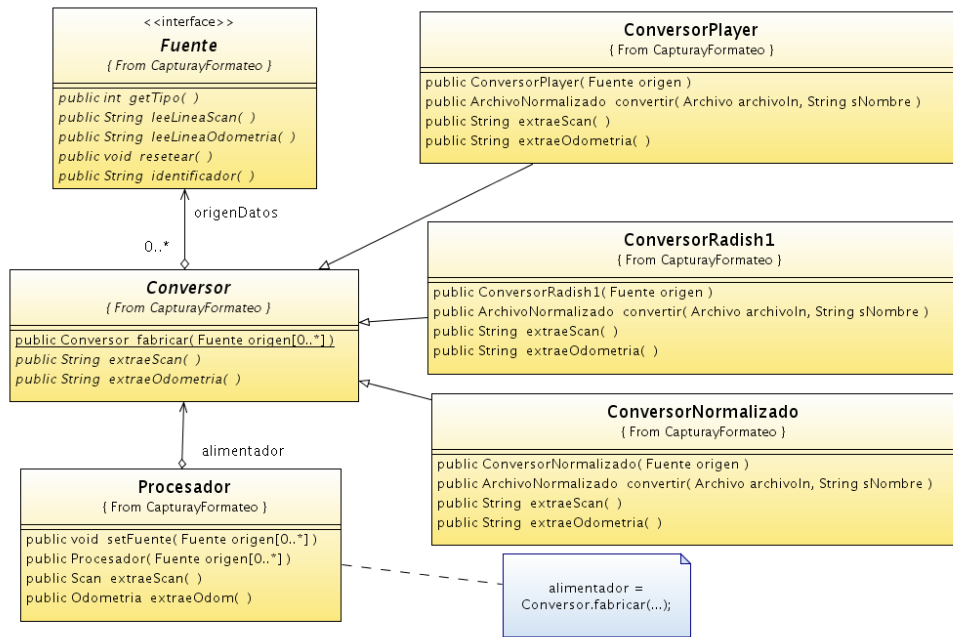 <<interface>>
Fuente
{ From CapturayFormateo }
public int getTipo( )
public String leeLineaScan( )
public String leeLineaOdometria( )
public void resetear( )
public String identificador( )
origenDatos
0..*
Conversor
{ From CapturayFormateo }
public Conversor fabricar( Fuente origen[0..*] )
public String extraeScan( )
public String extraeOdometria( )
alimentador
Procesador
{ From CapturayFormateo }
public void setFuente( Fuente origen[0..*] )
public Procesador( Fuente origen[0..*] )
public Scan extraeScan( )
public Odometria extraeOdom( )
ConversorPlayer
{ From CapturayFormateo }
public ConversorPlayer( Fuente origen )
public ArchivoNormalizado convertir( Archivo archivoIn, String sNombre )
public String extraeScan( )
public String extraeOdometria( )
ConversorRadish1
{ From CapturayFormateo }
public ConversorRadish1( Fuente origen )
public ArchivoNormalizado convertir( Archivo archivoIn, String sNombre )
public String extraeScan( )
public String extraeOdometria( )
ConversorNormalizado
{ From CapturayFormateo }
public ConversorNormalizado( Fuente origen )
public ArchivoNormalizado convertir( Archivo archivoIn, String sNombre )
public String extraeScan( )
public String extraeOdometria( )
alimentador =
Conversor.fabricar(...);